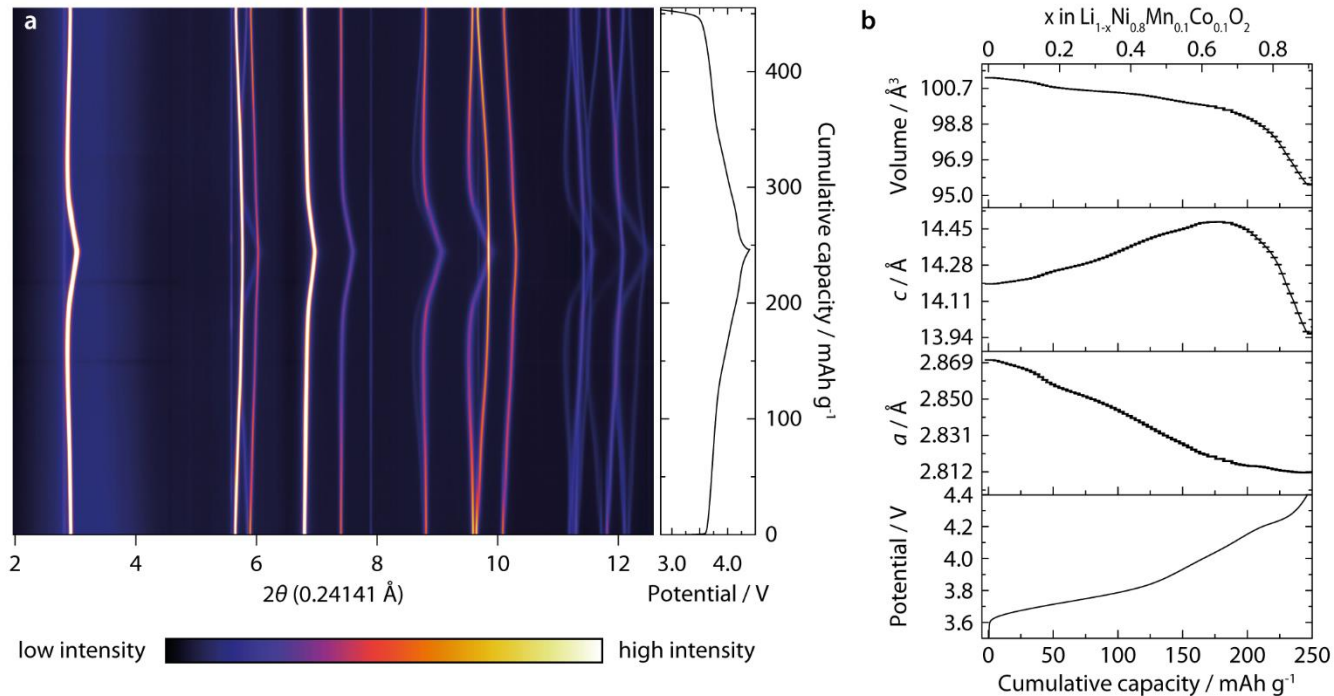 a
2 4 6 8 10 12
2θ (0.24141 Å)
3.0 4.0
Potential / V
400
300
200
100
0
Cumulative capacity / mAh g⁻¹
low intensity high intensity
b
x in Li₁₋ₓNi₀.₈Mn₀.₁Co₀.₁O₂
0 0.2 0.4 0.6 0.8
100.7
98.8
96.9
95.0
Volume / Å³
14.45
14.28
14.11
13.94
c / Å
2.869
2.850
2.831
2.812
a / Å
4.4
4.2
4.0
3.8
3.6
Potential / V
0 50 100 150 200 250
Cumulative capacity / mAh g⁻¹